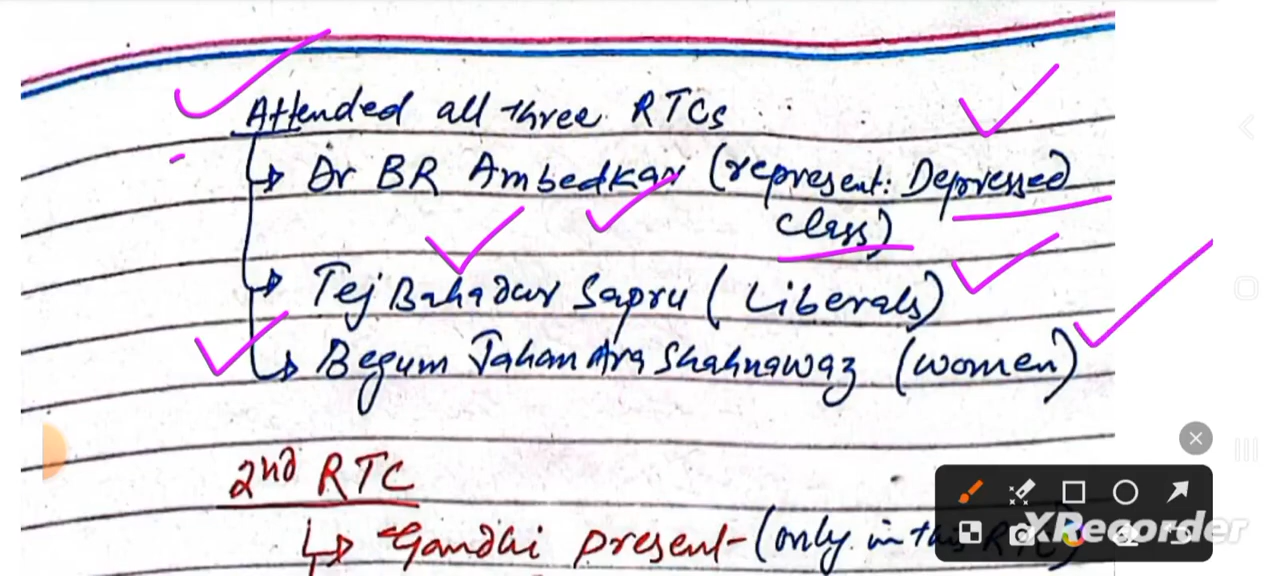 Attended all three RTCs
Dr BR Ambedkar (represent: Depressed
class)
Tej Bahadur Sapru (Liberals)
Begum Jahan Ara Shahnawaz (women)
2nd RTC
Gandhi present - (only in this RTC)
XRecorder